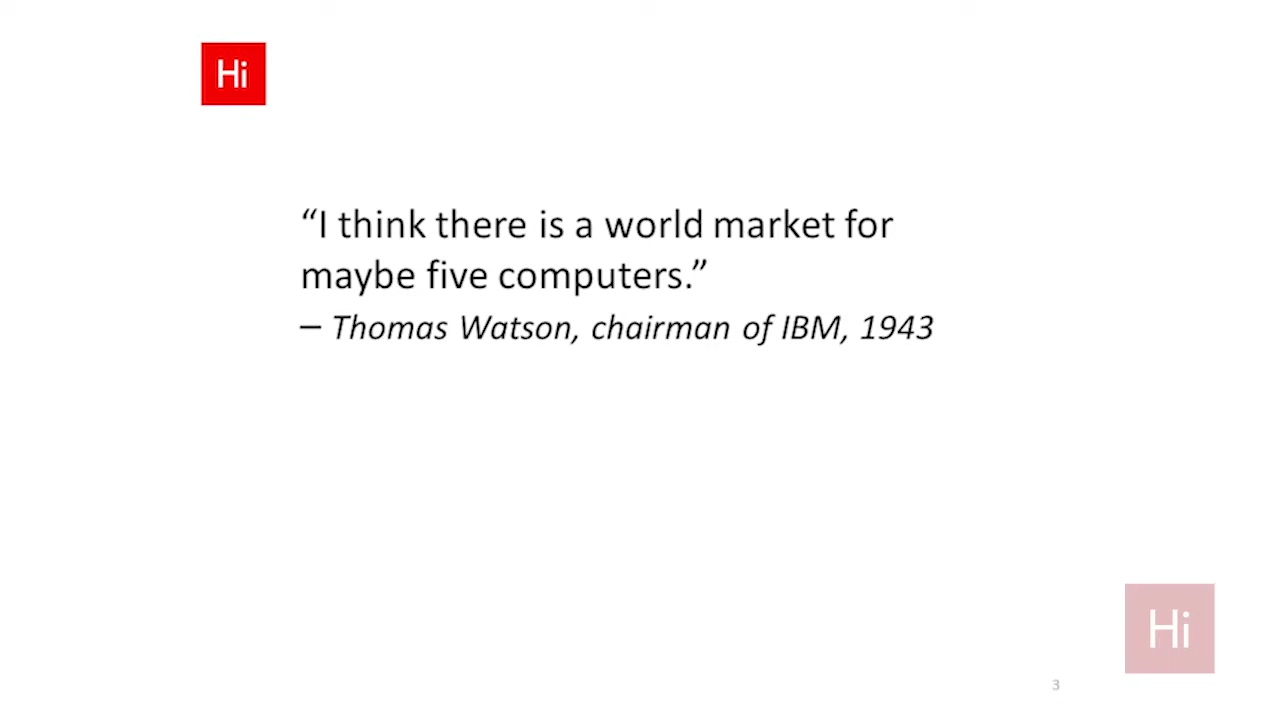 Hi
“I think there is a world market for
maybe five computers.”
– Thomas Watson, chairman of IBM, 1943
Hi
3